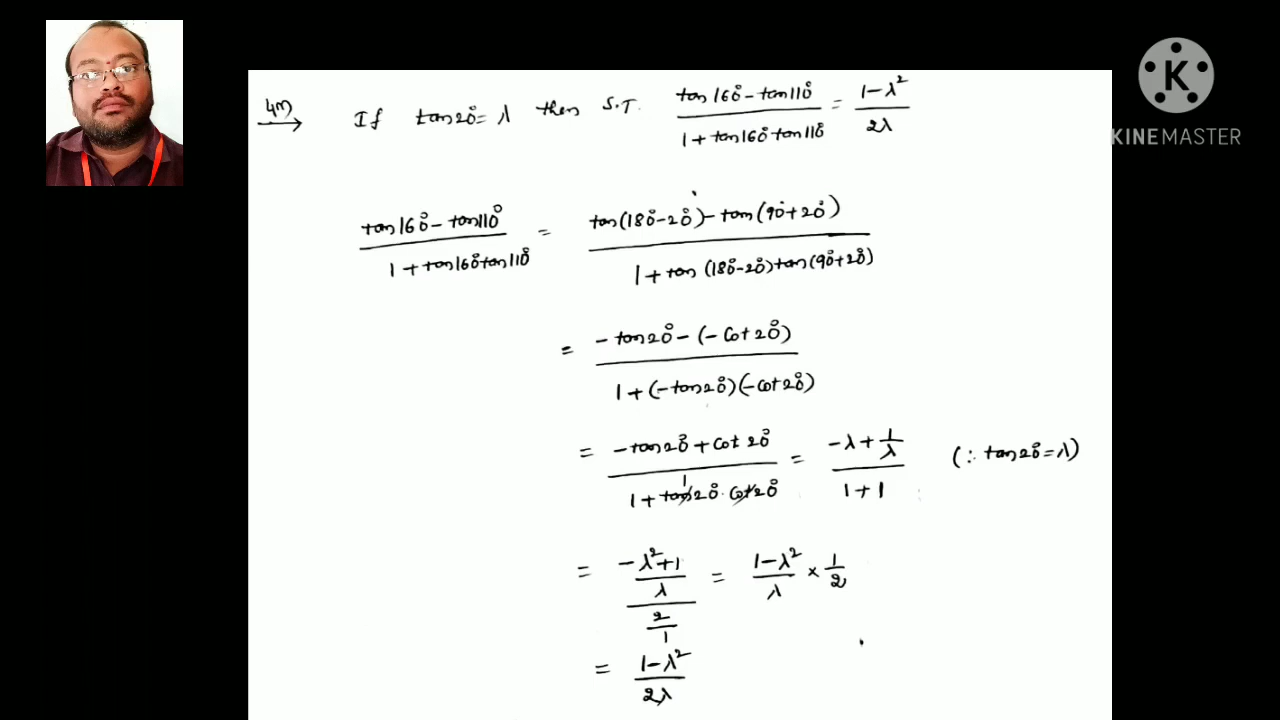 4m If tan20°=λ then S.T. (tan160°-tan110°)/(1+tan160°tan110°) = (1-λ²)/(2λ)
K
KINEMASTER
(tan160°-tan110°)/(1+tan160°tan110°) = (tan(180°-20°)-tan(90°+20°))/(1+tan(180°-20°)tan(90°+20°))
= (-tan20°-(-Cot20°))/(1+(-tan20°)(-Cot20°))
= (-tan20°+Cot20°)/(1+tan20°.Cot20°) = (-λ+1/λ)/(1+1) (∵ tan20°=λ)
= ((-λ²+1)/λ)/(2/1) = (1-λ²)/λ × 1/2
= (1-λ²)/(2λ)